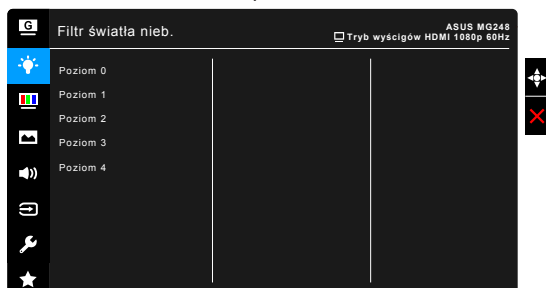 G
Filtr światła nieb.
ASUS MG248
Tryb wyścigów HDMI 1080p 60Hz
Poziom 0
Poziom 1
Poziom 2
Poziom 3
Poziom 4